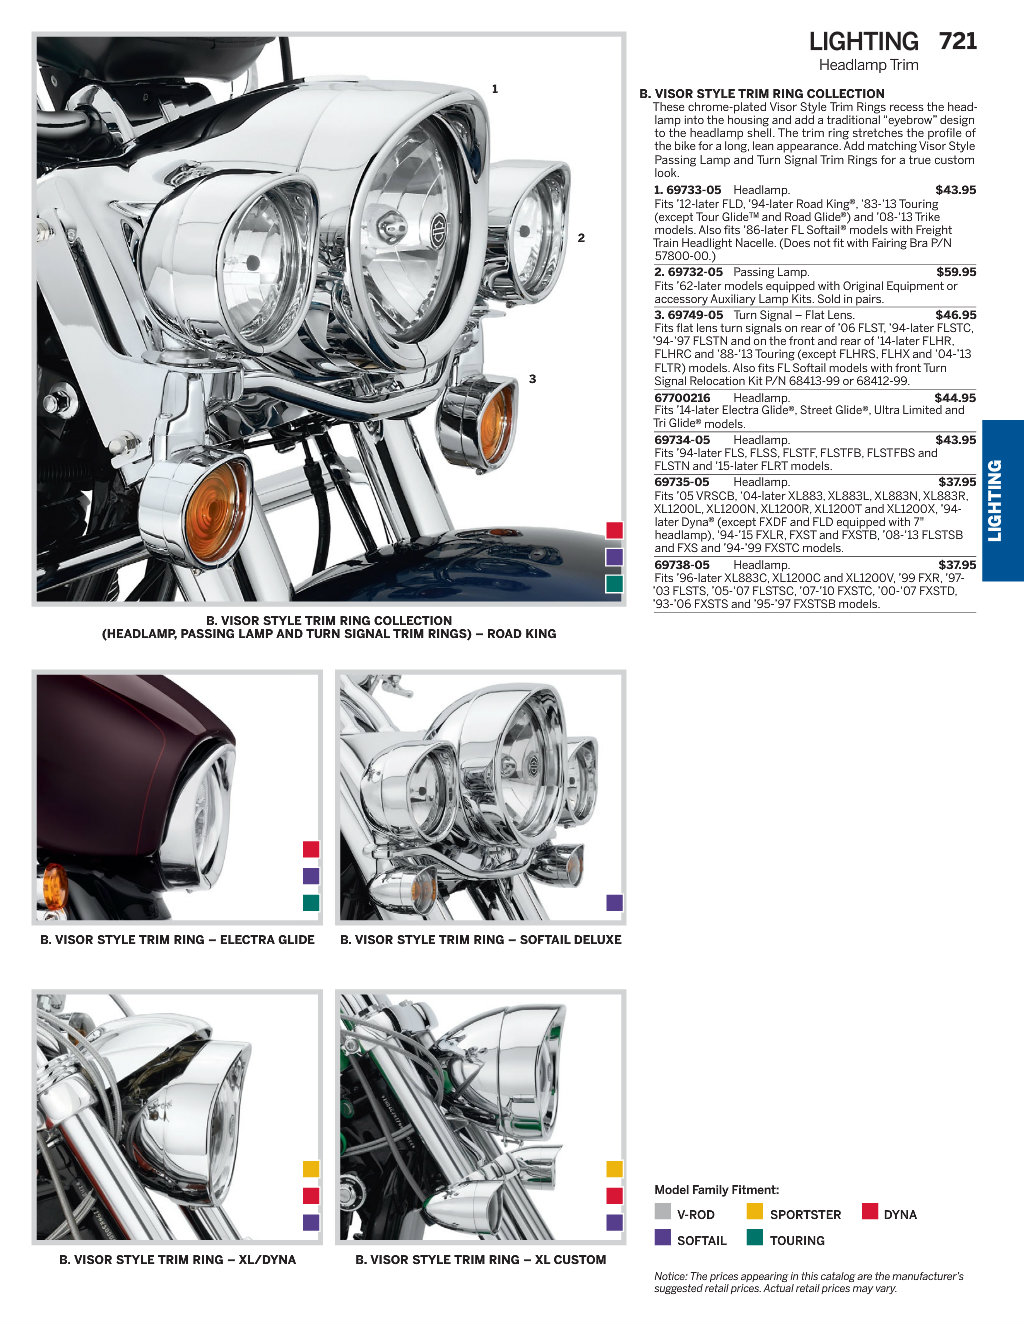 LIGHTING 721
Headlamp Trim
B. VISOR STYLE TRIM RING COLLECTION
These chrome-plated Visor Style Trim Rings recess the head-
lamp into the housing and add a traditional “eyebrow” design
to the headlamp shell. The trim ring stretches the profile of
the bike for a long, lean appearance. Add matching Visor Style
Passing Lamp and Turn Signal Trim Rings for a true custom
look.
1. 69733-05 Headlamp. $43.95
Fits ’12-later FLD, ’94-later Road King®, ’83-’13 Touring
(except Tour Glide™ and Road Glide®) and ’08-’13 Trike
models. Also fits ’86-later FL Softail® models with Freight
Train Headlight Nacelle. (Does not fit with Fairing Bra P/N
57800-00.)
2. 69732-05 Passing Lamp. $59.95
Fits ’62-later models equipped with Original Equipment or
accessory Auxiliary Lamp Kits. Sold in pairs.
3. 69749-05 Turn Signal – Flat Lens. $46.95
Fits flat lens turn signals on rear of ’06 FLST, ’94-later FLSTC,
’94-’97 FLSTN and on the front and rear of ’14-later FLHR,
FLHRC and ’88-’13 Touring (except FLHRS, FLHX and ’04-’13
FLTR) models. Also fits FL Softail models with front Turn
Signal Relocation Kit P/N 68413-99 or 68412-99.
67700216 Headlamp. $44.95
Fits ’14-later Electra Glide®, Street Glide®, Ultra Limited and
Tri Glide® models.
69734-05 Headlamp. $43.95
Fits ’94-later FLS, FLSS, FLSTF, FLSTFB, FLSTFBS and
FLSTN and ’15-later FLRT models.
69735-05 Headlamp. $37.95
Fits ’05 VRSCB, ’04-later XL883, XL883L, XL883N, XL883R,
XL1200L, XL1200N, XL1200R, XL1200T and XL1200X, ’94-
later Dyna® (except FXDF and FLD equipped with 7"
headlamp), ’94-’15 FXLR, FXST and FXSTB, ’08-’13 FLSTSB
and FXS and ’94-’99 FXSTC models.
69738-05 Headlamp. $37.95
Fits ’96-later XL883C, XL1200C and XL1200V, ’99 FXR, ’97-
’03 FLSTS, ’05-’07 FLSTSC, ’07-’10 FXSTC, ’00-’07 FXSTD,
’93-’06 FXSTS and ’95-’97 FXSTSB models.
LIGHTING
1
2
3
B. VISOR STYLE TRIM RING COLLECTION
(HEADLAMP, PASSING LAMP AND TURN SIGNAL TRIM RINGS) – ROAD KING
B. VISOR STYLE TRIM RING – ELECTRA GLIDE
B. VISOR STYLE TRIM RING – SOFTAIL DELUXE
B. VISOR STYLE TRIM RING – XL/DYNA
B. VISOR STYLE TRIM RING – XL CUSTOM
Model Family Fitment:
V-ROD SPORTSTER DYNA
SOFTAIL TOURING
Notice: The prices appearing in this catalog are the manufacturer’s
suggested retail prices. Actual retail prices may vary.